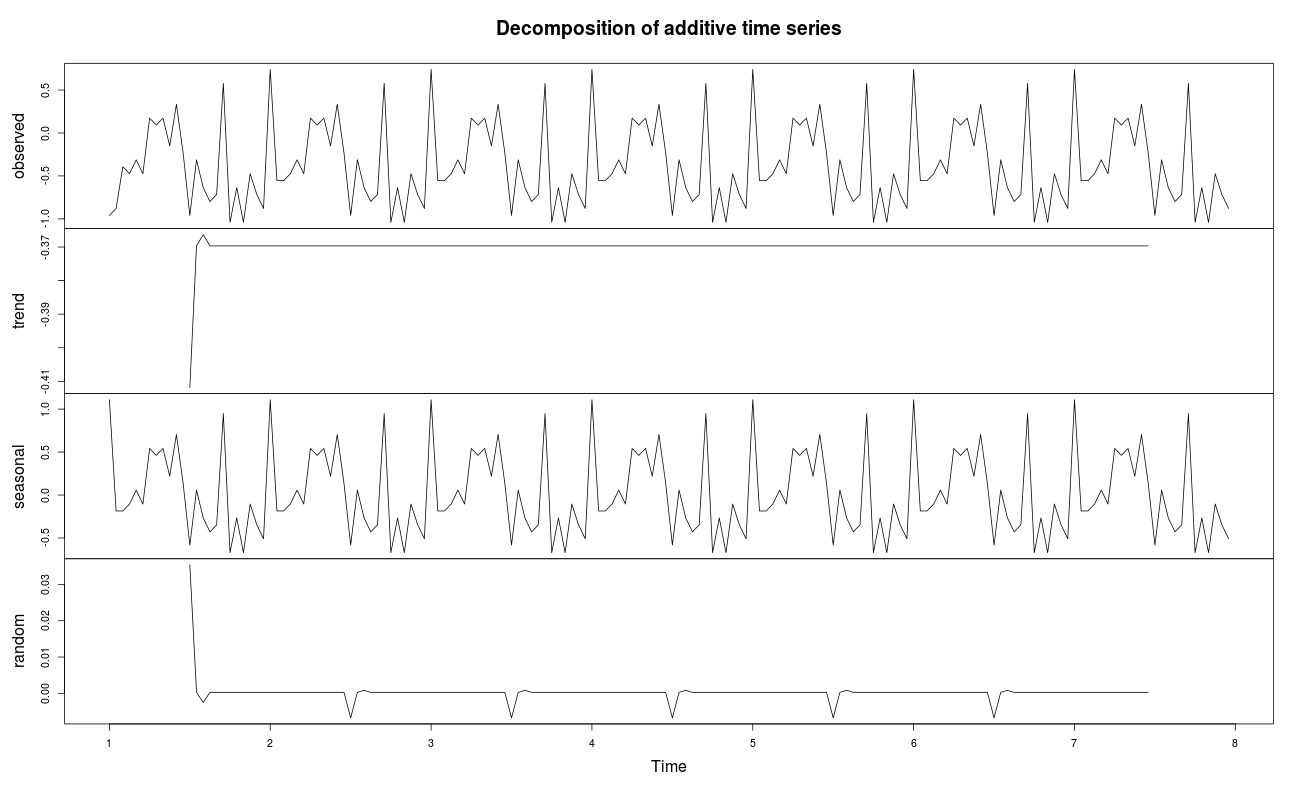 Decomposition of additive time series
observed
-1.0 -0.5 0.0 0.5
trend
-0.41 -0.39 -0.37
seasonal
-0.5 0.0 0.5 1.0
random
0.00 0.01 0.02 0.03
1 2 3 4 5 6 7 8
Time